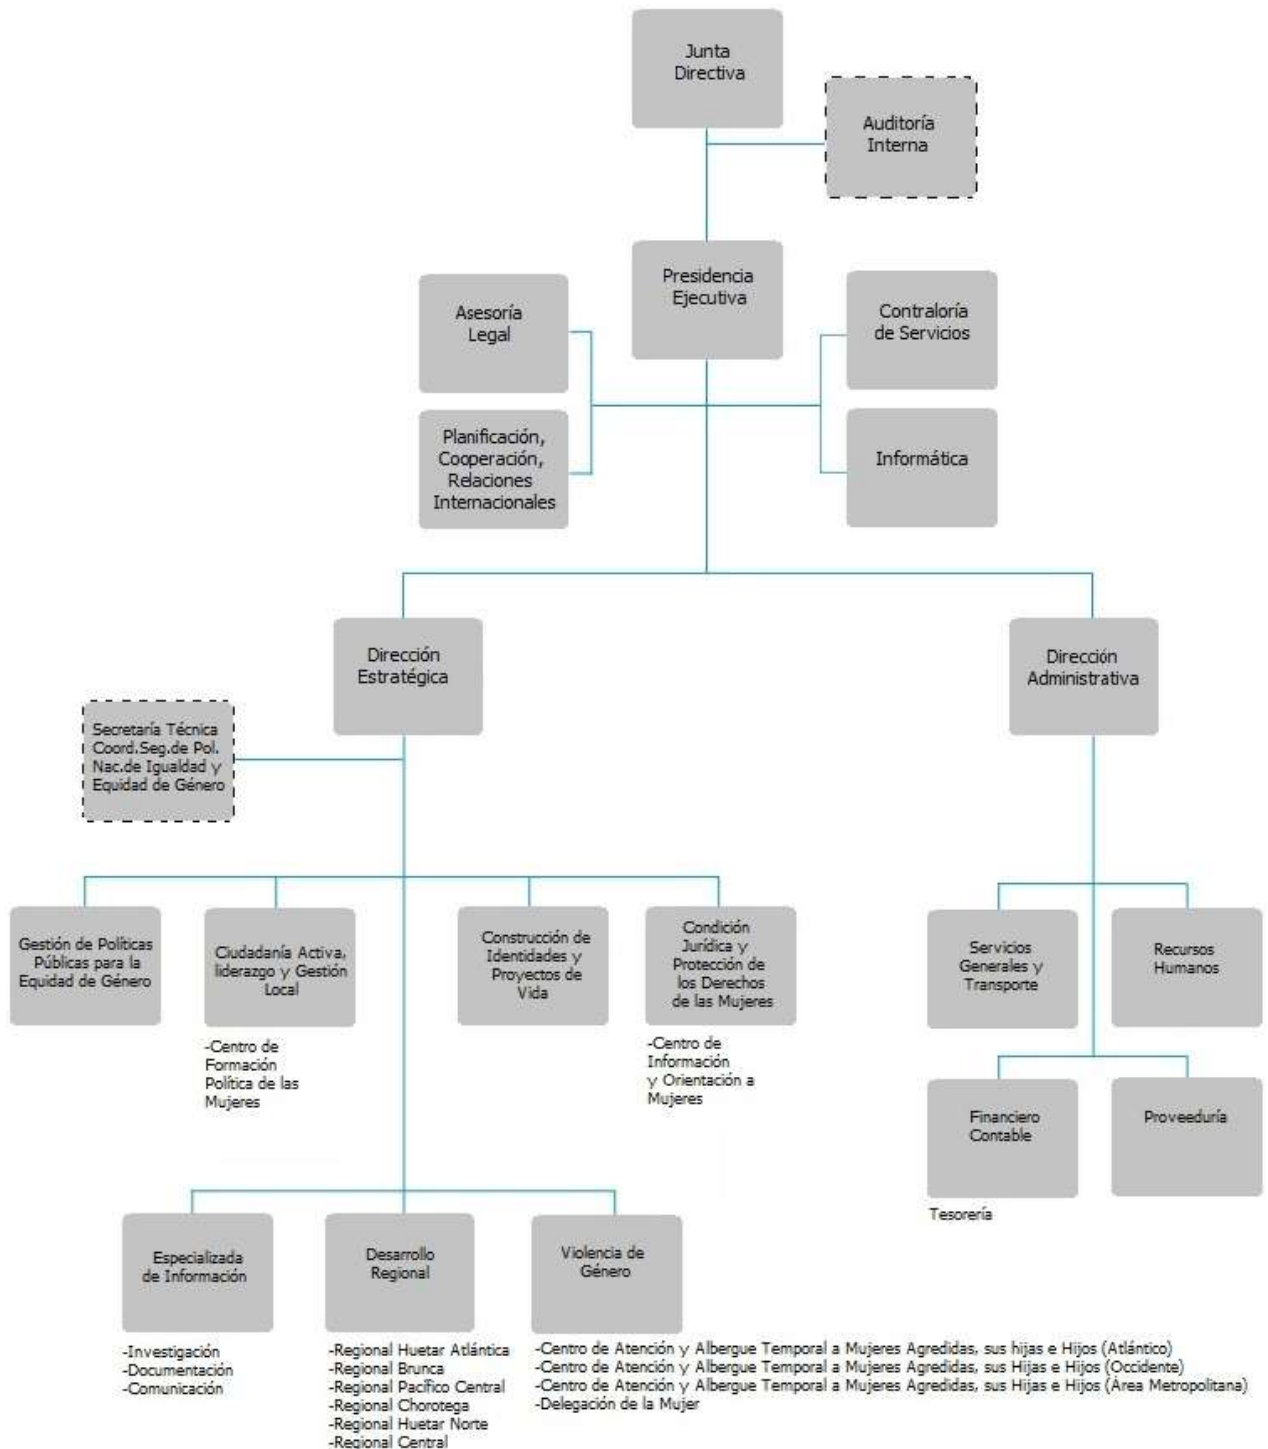 Junta
Directiva
Auditoría
Interna
Presidencia
Ejecutiva
Asesoría
Legal
Contraloría
de Servicios
Planificación,
Cooperación,
Relaciones
Internacionales
Informática
Dirección
Estratégica
Dirección
Administrativa
Secretaría Técnica
Coord.Seg.de Pol.
Nac.de Igualdad y
Equidad de Género
Gestión de Políticas
Públicas para la
Equidad de Género
Ciudadanía Activa,
liderazgo y Gestión
Local
-Centro de
Formación
Política de las
Mujeres
Construcción de
Identidades y
Proyectos de
Vida
Condición
Jurídica y
Protección de
los Derechos
de las Mujeres
-Centro de
Información
y Orientación a
Mujeres
Servicios
Generales y
Transporte
Recursos
Humanos
Financiero
Contable
Tesorería
Proveeduría
Especializada
de Información
-Investigación
-Documentación
-Comunicación
Desarrollo
Regional
-Regional Huetar Atlántica
-Regional Brunca
-Regional Pacífico Central
-Regional Chorotega
-Regional Huetar Norte
-Regional Central
Violencia de
Género
-Centro de Atención y Albergue Temporal a Mujeres Agredidas, sus hijas e Hijos (Atlántico)
-Centro de Atención y Albergue Temporal a Mujeres Agredidas, sus Hijas e Hijos (Occidente)
-Centro de Atención y Albergue Temporal a Mujeres Agredidas, sus Hijas e Hijos (Área Metropolitana)
-Delegación de la Mujer